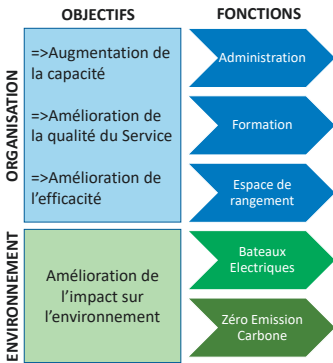 OBJECTIFS
FONCTIONS
ORGANISATION
=>Augmentation de
la capacité
=>Amélioration de
la qualité du Service
=>Amélioration de
l'efficacité
Administration
Formation
Espace de
rangement
ENVIRONNEMENT
Amélioration de
l'impact sur
l'environnement
Bateaux
Electriques
Zéro Emission
Carbone